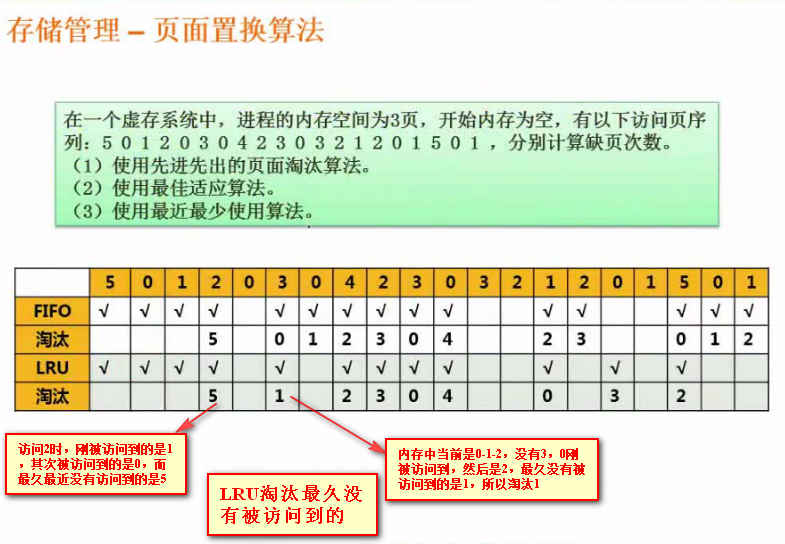 存储管理 – 页面置换算法
在一个虚存系统中，进程的内存空间为3页，开始内存为空，有以下访问页序
列：5 0 1 2 0 3 0 4 2 3 0 3 2 1 2 0 1 5 0 1 ，分别计算缺页次数。
（1）使用先进先出的页面淘汰算法。
（2）使用最佳适应算法。
（3）使用最近最少使用算法。
5 0 1 2 0 3 0 4 2 3 0 3 2 1 2 0 1 5 0 1
FIFO √ √ √ √ √ √ √ √ √ √ √ √ √ √ √
淘汰 5 0 1 2 3 0 4 2 3 0 1 2
LRU √ √ √ √ √ √ √ √ √ √ √ √
淘汰 5 1 2 3 0 4 0 3 2
访问2时，刚被访问到的是1
，其次被访问到的是0，而
最久最近没有访问到的是5
内存中当前是0-1-2，没有3，0刚
被访问到，然后是2，最久没有被
访问到的是1，所以淘汰1
LRU淘汰最久没
有被访问到的